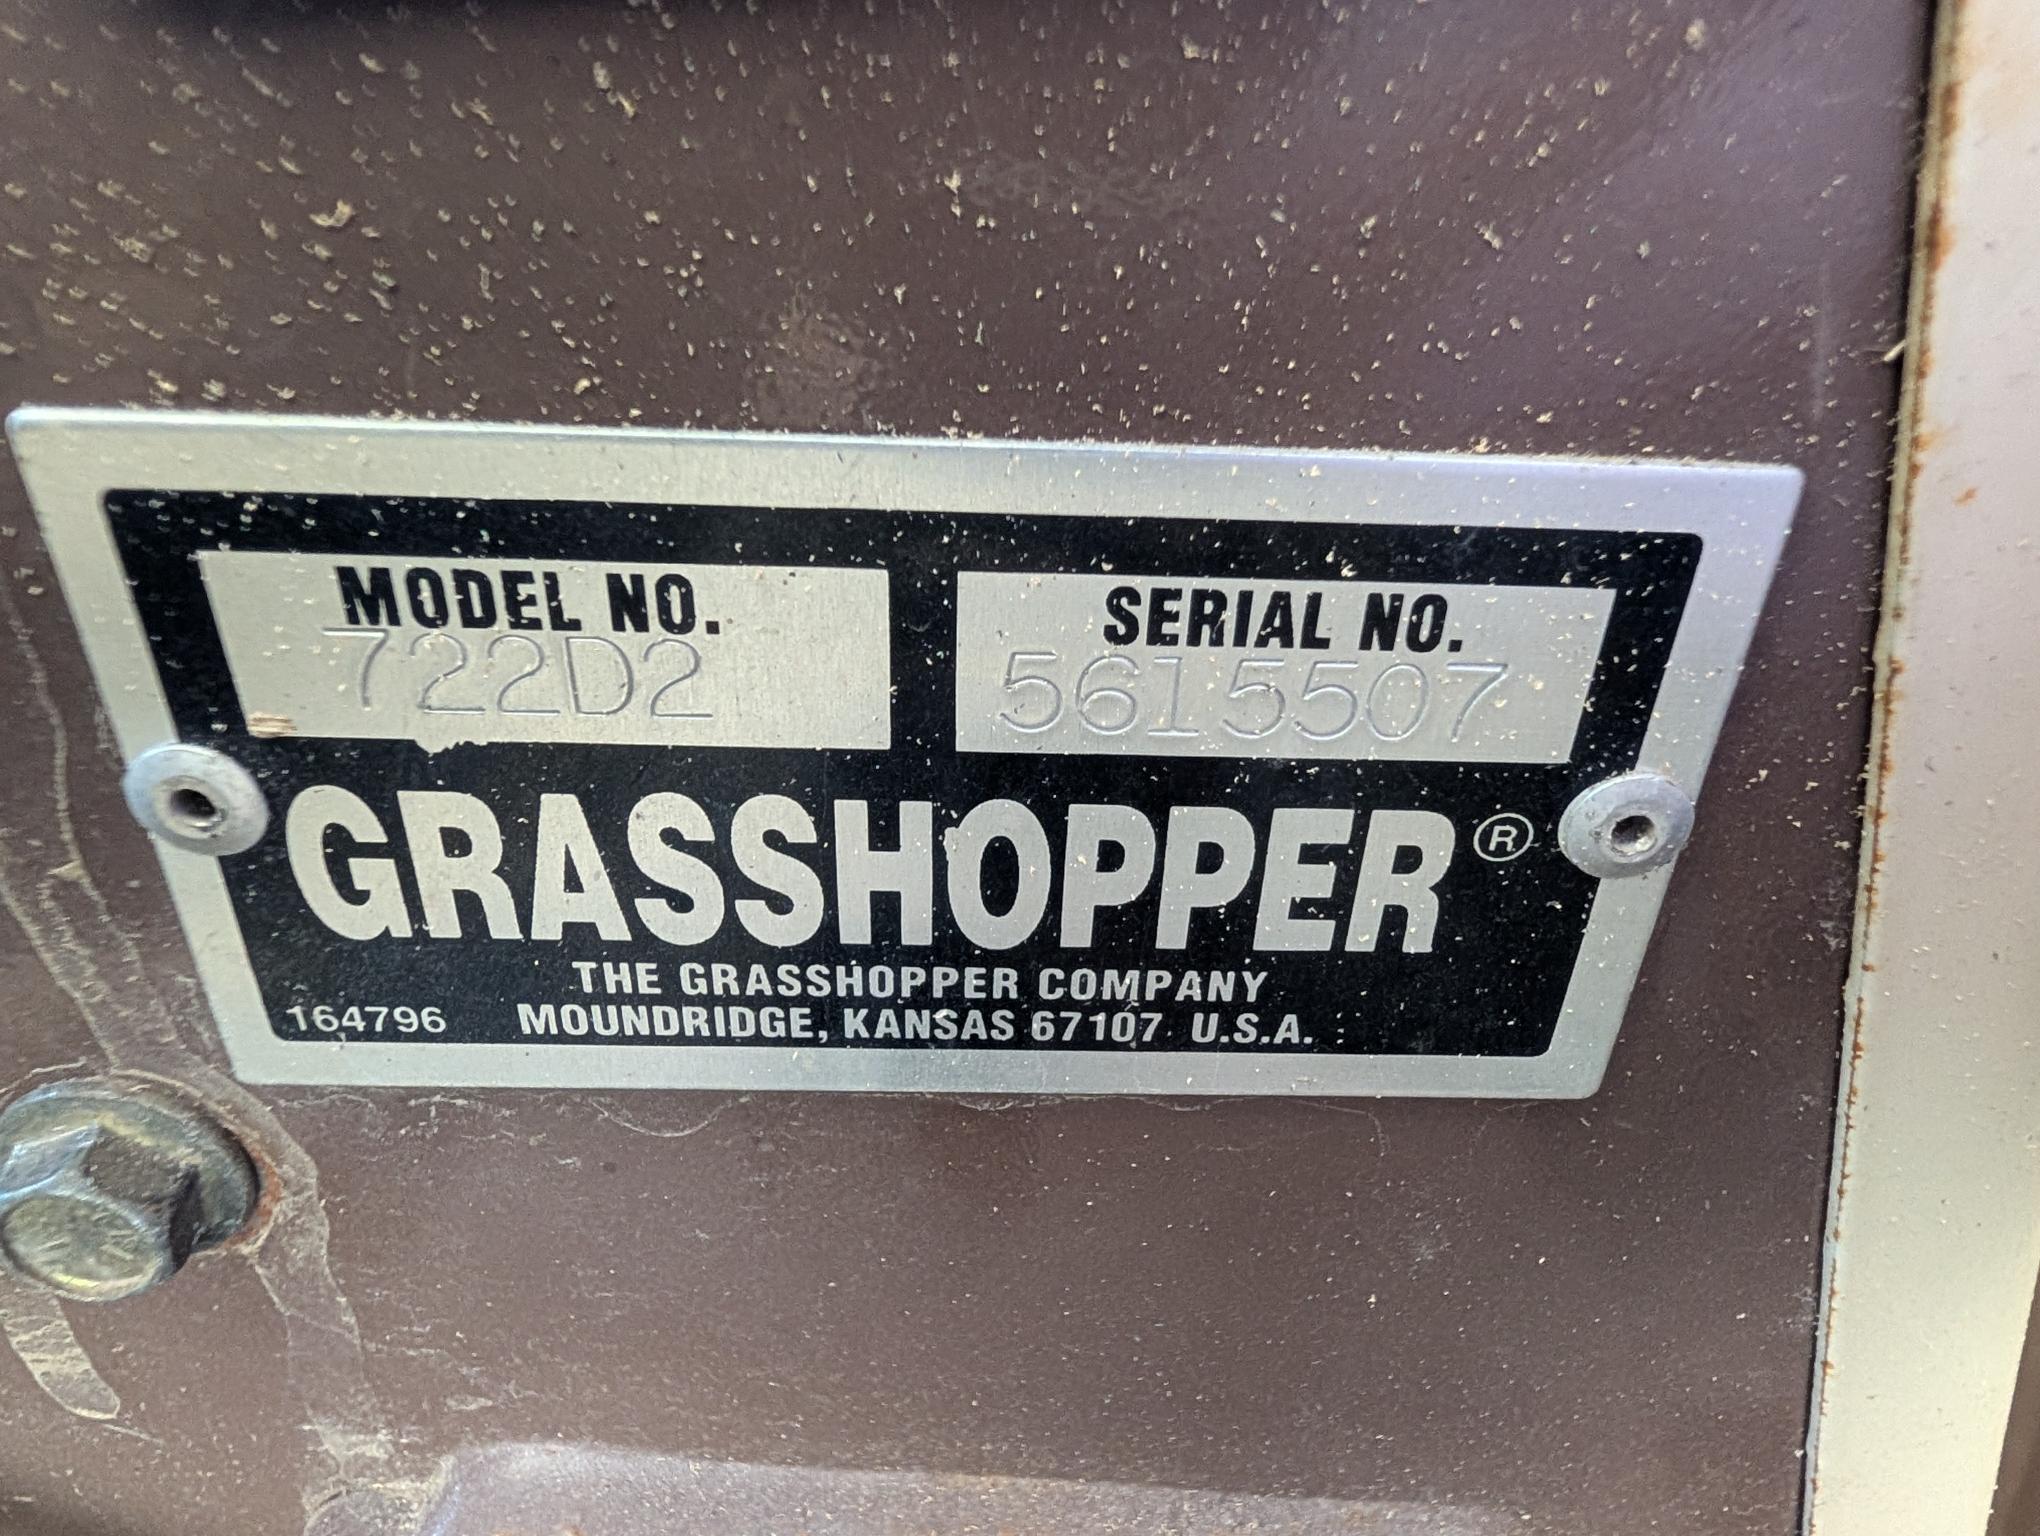 MODEL NO.
722D2
SERIAL NO.
5615507
GRASSHOPPER®
THE GRASSHOPPER COMPANY
164796 MOUNDRIDGE, KANSAS 67107 U.S.A.